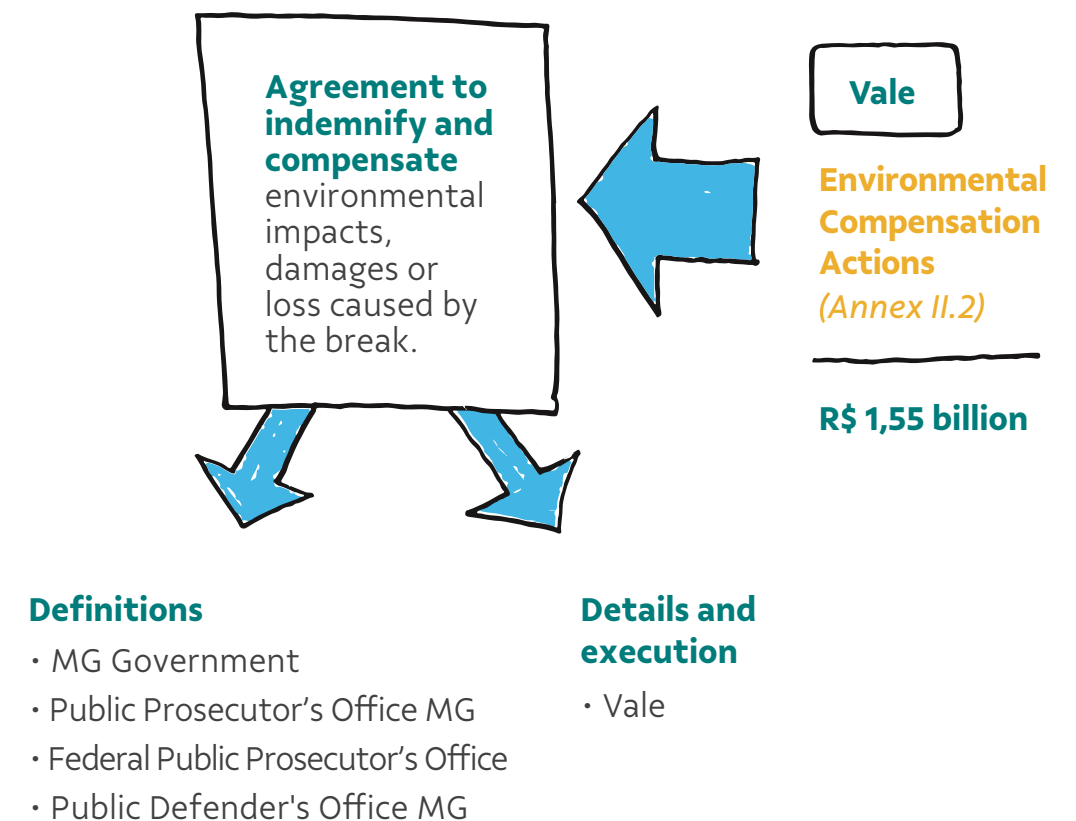 Agreement to
indemnify and
compensate
environmental
impacts,
damages or
loss caused by
the break.
Vale
Environmental
Compensation
Actions
(Annex II.2)
R$ 1,55 billion
Definitions
• MG Government
• Public Prosecutor’s Office MG
• Federal Public Prosecutor’s Office
• Public Defender's Office MG
Details and
execution
• Vale